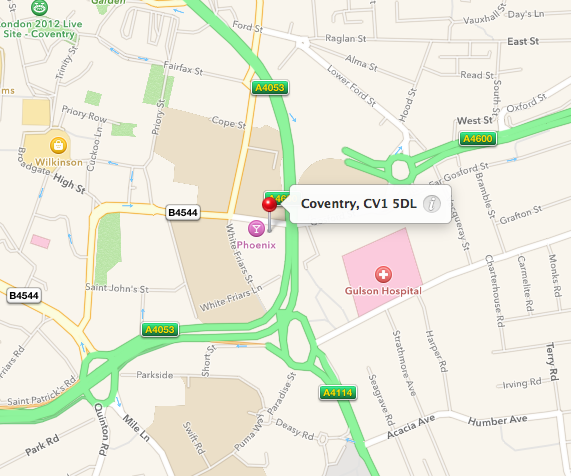 Garden
London 2012 Live
Site - Coventry
Ford St
Vauxhall St
Day's Ln
Raglan St
East St
Trinity St
Fairfax St
Alma St
Read St
A4053
Lower Ford St
Hood St
South St
Oxford St
Priory Row
Priory St
Cope St
West St
A4600
Wilkinson
Cuckoo Ln
Broadgate
High St
Far Gosford St
Bramble St
Coventry, CV1 5DL
B4544
Grafton St
Phoenix
White Friars St
Gulson Hospital
Charterhouse Rd
Carmelite Rd
Monks Rd
B4544
Saint John's St
White Friars Ln
A4053
Short St
Strathmore Ave
Harper Rd
Terry Rd
Saint Patrick's Rd
Parkside
Paradise St
A4114
Seagrave Rd
Irving Rd
Quinton Rd
Mile Ln
Swift Rd
Puma Way
Deasy Rd
Acacia Ave
Humber Ave
Park Rd